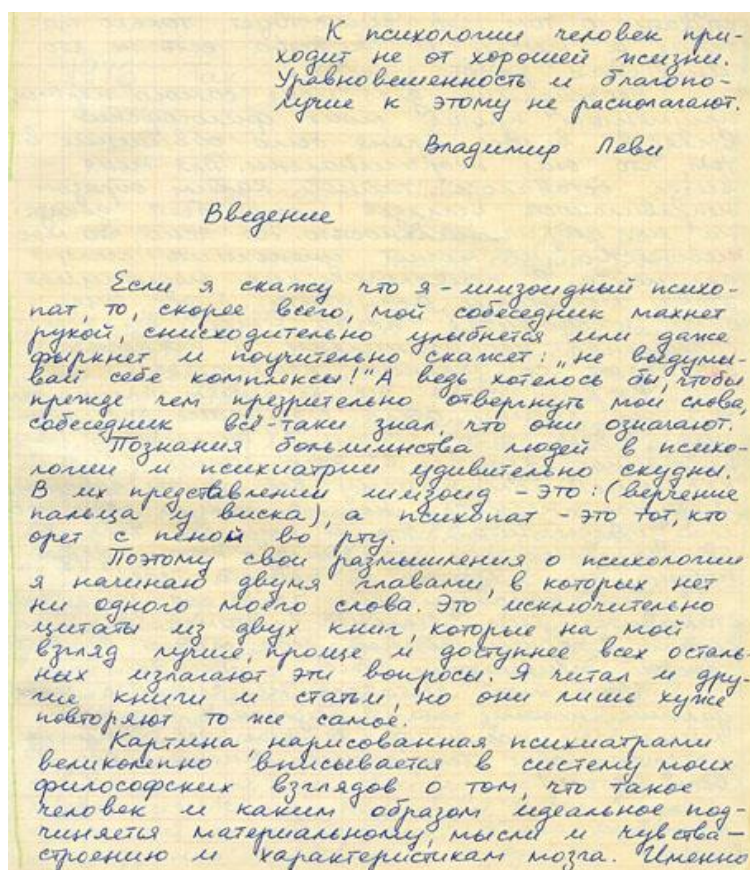 К психологии человек при-
ходит не от хорошей жизни.
Уравновешенность и благопо-
лучие к этому не располагают.
Владимир Леви
Введение
Если я скажу что я - шизоидный психо-
пат, то, скорее всего, мой собеседник махнет
рукой, снисходительно улыбнется или даже
фыркнет и поучительно скажет: „не выдумы-
вай себе комплексы!" А ведь хотелось бы, чтобы
прежде чем презрительно отвергнуть мои слова,
собеседник всё-таки знал, что они означают.
Познания большинства людей в психо-
логии и психиатрии удивительно скудны.
В их представлении шизоид - это: (верчение
пальца у виска), а психопат - это тот, кто
орет с пеной во рту.
Поэтому свои размышления о психологии
я начинаю двумя главами, в которых нет
ни одного моего слова. Это исключительно
цитаты из двух книг, которые на мой
взгляд лучше, проще и доступнее всех осталь-
ных излагают эти вопросы. Я читал и дру-
гие книги и статьи, но они лишь хуже
повторяют то же самое.
Картина, нарисованная психиатрами
великолепно вписывается в систему моих
философских взглядов о том, что такое
человек и каким образом идеальное под-
чиняется материальному, мысли и чувства -
строению и характеристикам мозга. Именно